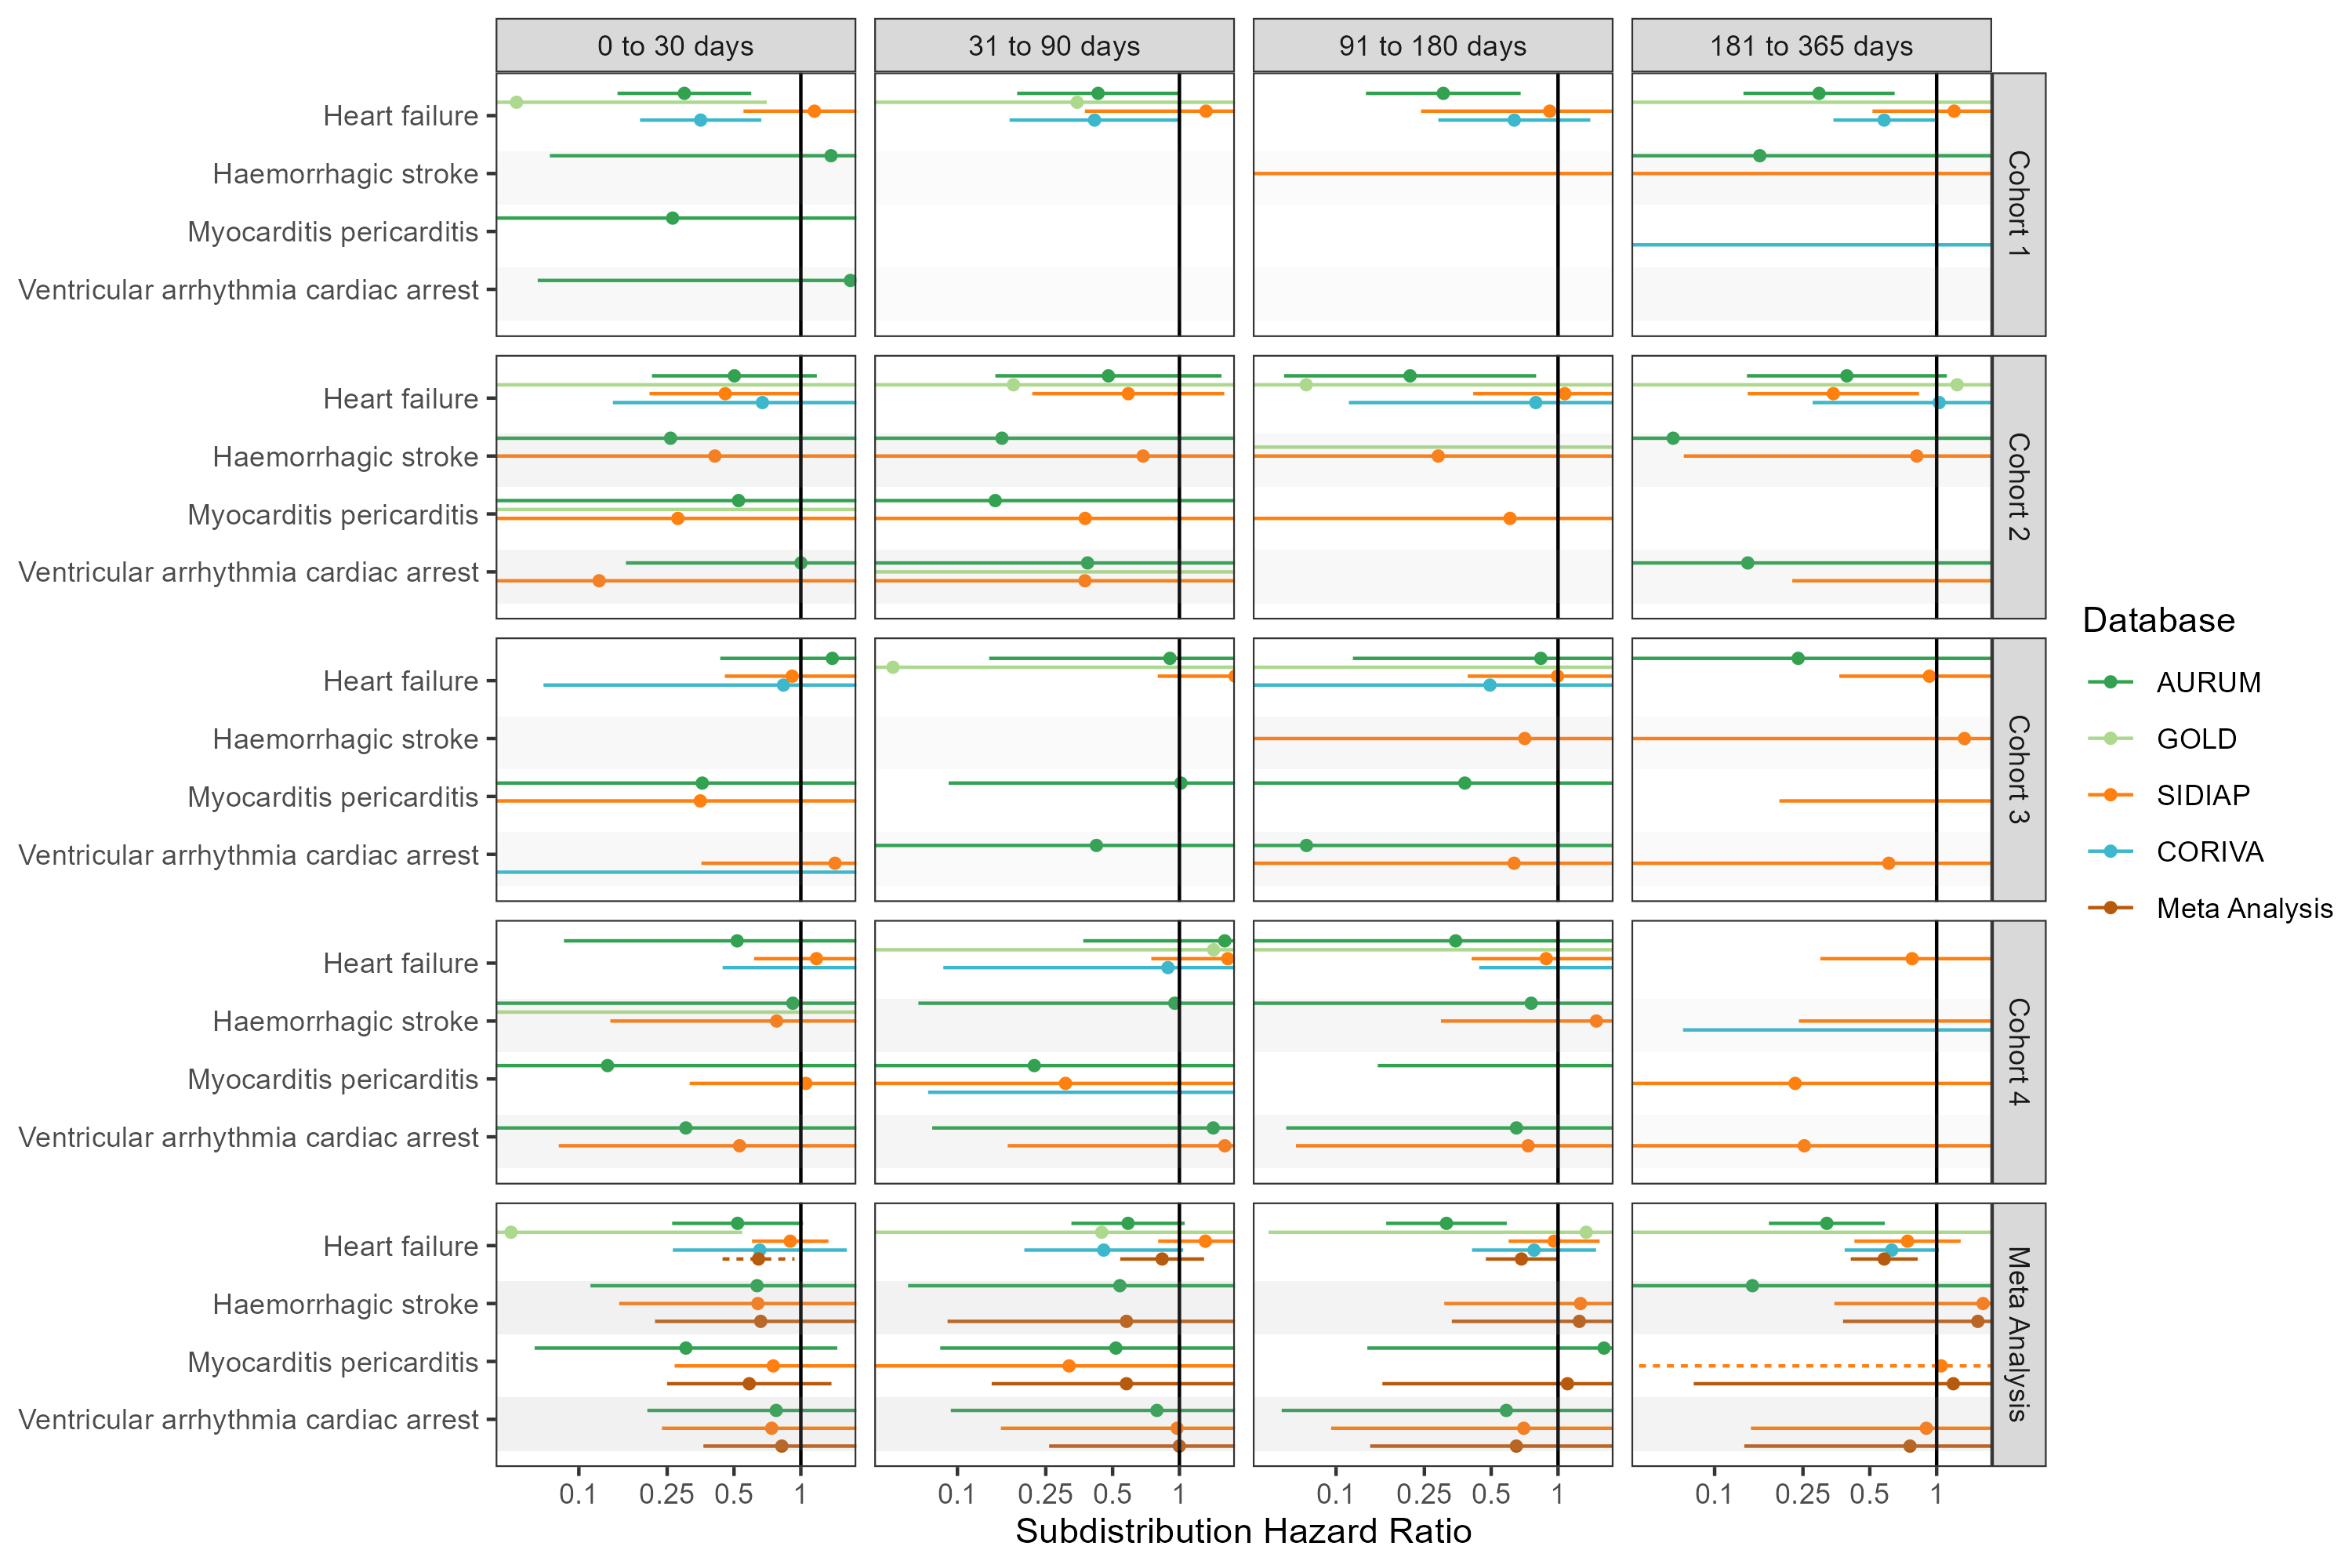 0 to 30 days
31 to 90 days
91 to 180 days
181 to 365 days
Heart failure
Haemorrhagic stroke
Myocarditis pericarditis
Ventricular arrhythmia cardiac arrest
Cohort 1
Heart failure
Haemorrhagic stroke
Myocarditis pericarditis
Ventricular arrhythmia cardiac arrest
Cohort 2
Heart failure
Haemorrhagic stroke
Myocarditis pericarditis
Ventricular arrhythmia cardiac arrest
Cohort 3
Heart failure
Haemorrhagic stroke
Myocarditis pericarditis
Ventricular arrhythmia cardiac arrest
Cohort 4
Heart failure
Haemorrhagic stroke
Myocarditis pericarditis
Ventricular arrhythmia cardiac arrest
Meta Analysis
0.1 0.25 0.5 1
0.1 0.25 0.5 1
0.1 0.25 0.5 1
0.1 0.25 0.5 1
Subdistribution Hazard Ratio
Database
AURUM
GOLD
SIDIAP
CORIVA
Meta Analysis